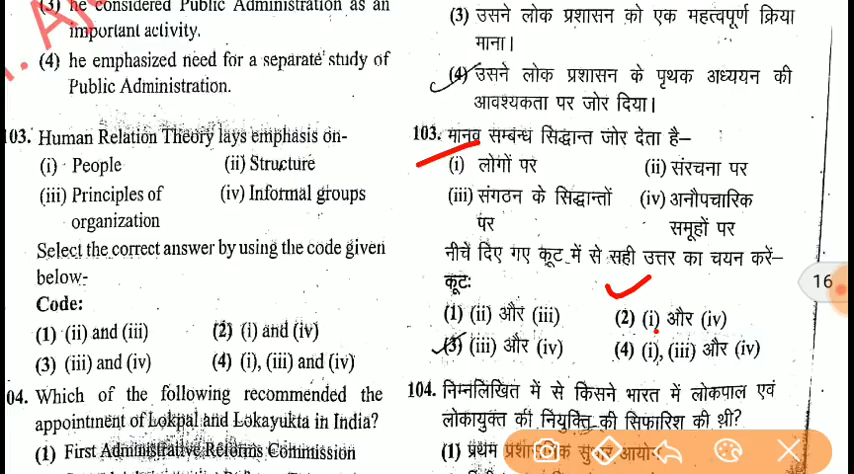 (3) he considered Public Administration as an
important activity.
(4) he emphasized need for a separate study of
Public Administration.
103. Human Relation Theory lays emphasis on-
(i) People (ii) Structure
(iii) Principles of (iv) Informal groups
organization
Select the correct answer by using the code given
below-
Code:
(1) (ii) and (iii) (2) (i) and (iv)
(3) (iii) and (iv) (4) (i), (iii) and (iv)
04. Which of the following recommended the
appointment of Lokpal and Lokayukta in India?
(1) First Administrative Reforms Commission
(3) उसने लोक प्रशासन को एक महत्वपूर्ण क्रिया
माना।
(4) उसने लोक प्रशासन के पृथक अध्ययन की
आवश्यकता पर जोर दिया।
103. मानव सम्बन्ध सिद्धान्त जोर देता है–
(i) लोगों पर (ii) संरचना पर
(iii) संगठन के सिद्धान्तों (iv) अनौपचारिक
पर समूहों पर
नीचे दिए गए कूट में से सही उत्तर का चयन करें–
कूटः
(1) (ii) और (iii) (2) (i) और (iv)
(3) (iii) और (iv) (4) (i), (iii) और (iv)
104. निम्नलिखित में से किसने भारत में लोकपाल एवं
लोकायुक्त की नियुक्ति की सिफारिश की थी?
(1) प्रथम प्रशासनिक सुधार आयोग
16